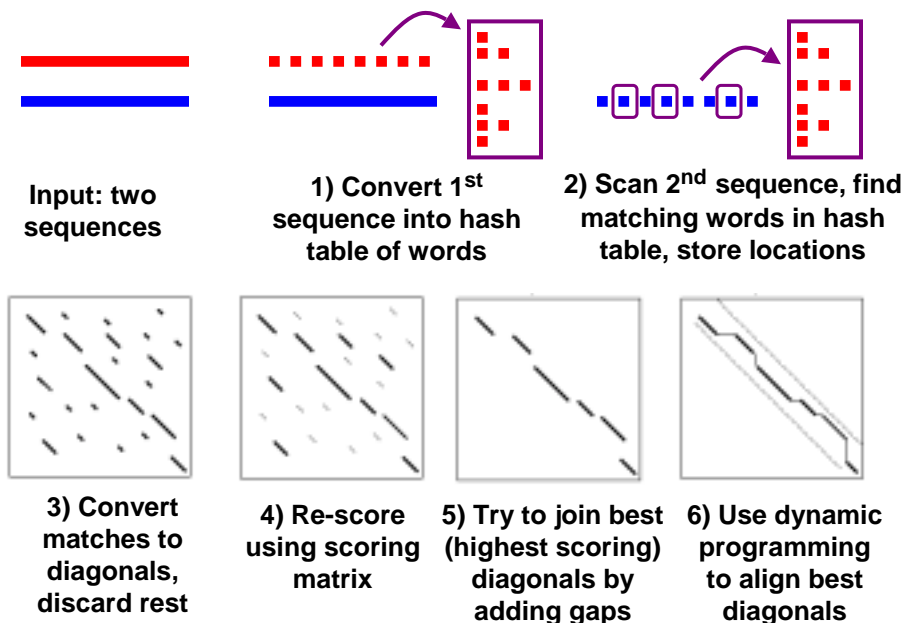 Input: two
sequences
1) Convert 1st
sequence into hash
table of words
2) Scan 2nd sequence, find
matching words in hash
table, store locations
3) Convert
matches to
diagonals,
discard rest
4) Re-score
using scoring
matrix
5) Try to join best
(highest scoring)
diagonals by
adding gaps
6) Use dynamic
programming
to align best
diagonals